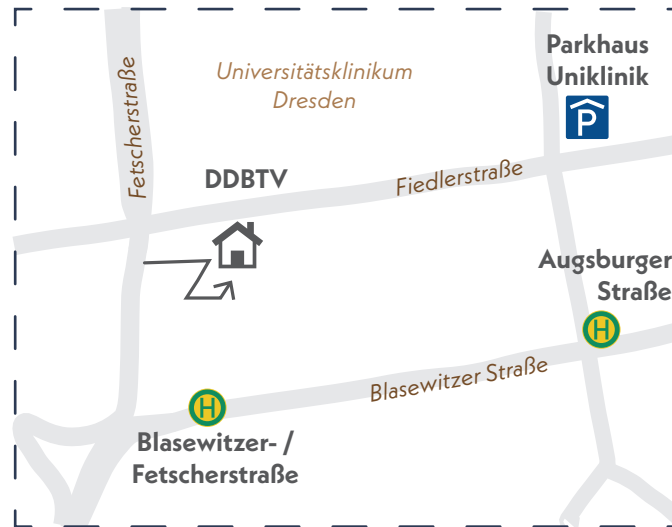 Parkhaus
Uniklinik
P
Universitätsklinikum
Dresden
Fetscherstraße
DDBTV
Fiedlerstraße
Augsburger
Straße
H
Blasewitzer Straße
H
Blasewitzer- /
Fetscherstraße